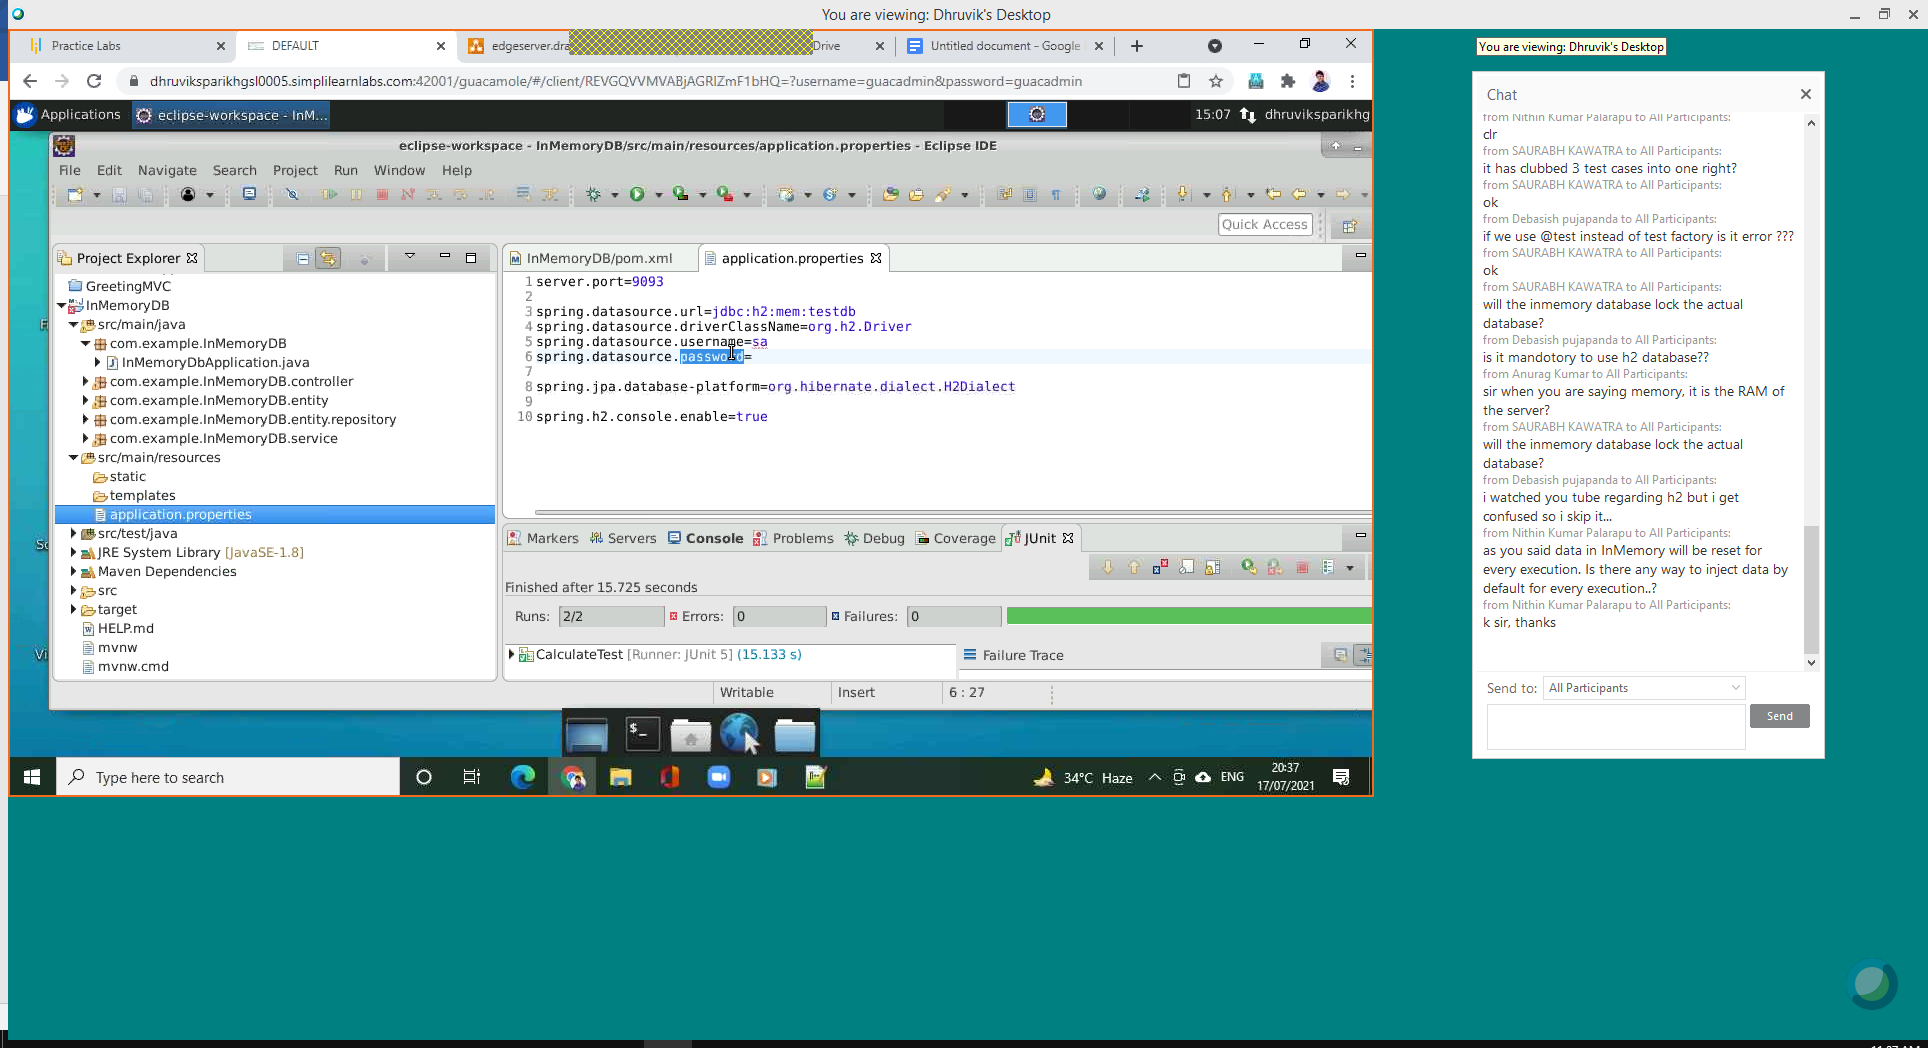 You are viewing: Dhruvik's Desktop
Practice Labs
DEFAULT
edgeserver.dra
Drive
Untitled document - Google
dhruviksparikhgsl0005.simplilearnlabs.com:42001/guacamole/#/client/REVGQVVMVABjAGRlZmF1bHQ=?username=guacadmin&password=guacadmin
Applications
eclipse-workspace - InM...
15:07
dhruviksparikhg
eclipse-workspace - InMemoryDB/src/main/resources/application.properties - Eclipse IDE
File Edit Navigate Search Project Run Window Help
Quick Access
Project Explorer
GreetingMVC
InMemoryDB
src/main/java
com.example.InMemoryDB
InMemoryDbApplication.java
com.example.InMemoryDB.controller
com.example.InMemoryDB.entity
com.example.InMemoryDB.entity.repository
com.example.InMemoryDB.service
src/main/resources
static
templates
application.properties
src/test/java
JRE System Library [JavaSE-1.8]
Maven Dependencies
src
target
HELP.md
mvnw
mvnw.cmd
InMemoryDB/pom.xml
application.properties
1 server.port=9093
2
3 spring.datasource.url=jdbc:h2:mem:testdb
4 spring.datasource.driverClassName=org.h2.Driver
5 spring.datasource.username=sa
6 spring.datasource.password=
7
8 spring.jpa.database-platform=org.hibernate.dialect.H2Dialect
9
10 spring.h2.console.enable=true
Markers Servers Console Problems Debug Coverage JUnit
Finished after 15.725 seconds
Runs: 2/2 Errors: 0 Failures: 0
CalculateTest [Runner: JUnit 5] (15.133 s)
Failure Trace
Writable Insert 6 : 27
Type here to search
34°C Haze
ENG
20:37
17/07/2021
You are viewing: Dhruvik's Desktop
Chat
from Nithin Kumar Palarapu to All Participants:
clr
from SAURABH KAWATRA to All Participants:
it has clubbed 3 test cases into one right?
from SAURABH KAWATRA to All Participants:
ok
from Debasish pujapanda to All Participants:
if we use @test instead of test factory is it error ???
from SAURABH KAWATRA to All Participants:
ok
from SAURABH KAWATRA to All Participants:
will the inmemory database lock the actual
database?
from Debasish pujapanda to All Participants:
is it mandotory to use h2 database??
from Anurag Kumar to All Participants:
sir when you are saying memory, it is the RAM of
the server?
from SAURABH KAWATRA to All Participants:
will the inmemory database lock the actual
database?
from Debasish pujapanda to All Participants:
i watched you tube regarding h2 but i get
confused so i skip it...
from Nithin Kumar Palarapu to All Participants:
as you said data in InMemory will be reset for
every execution. Is there any way to inject data by
default for every execution..?
from Nithin Kumar Palarapu to All Participants:
k sir, thanks
Send to: All Participants
Send